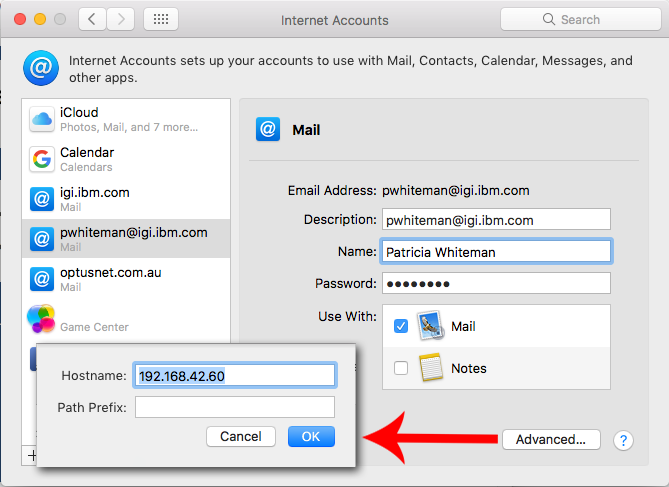 Internet Accounts
Search
Internet Accounts sets up your accounts to use with Mail, Contacts, Calendar, Messages, and
other apps.
iCloud
Photos, Mail, and 7 more...
Calendar
Calendars
igi.ibm.com
Mail
pwhiteman@igi.ibm.com
Mail
optusnet.com.au
Mail
Game Center
Mail
Email Address: pwhiteman@igi.ibm.com
Description: pwhiteman@igi.ibm.com
Name: Patricia Whiteman
Password: ●●●●●●●●
Use With:
Mail
Notes
Hostname: 192.168.42.60
Path Prefix:
Cancel
OK
Advanced...
?